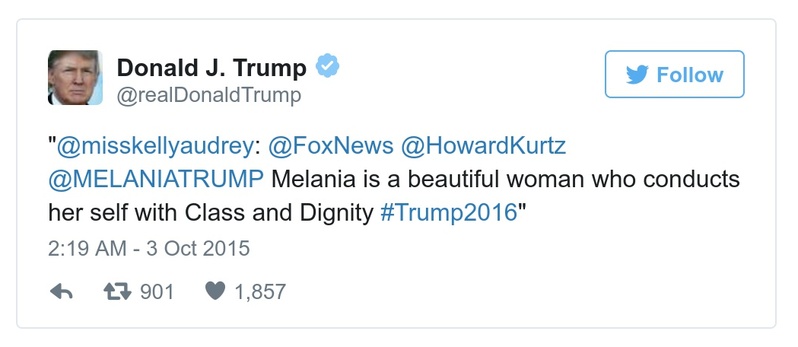 Donald J. Trump
@realDonaldTrump
Follow
"@misskellyaudrey: @FoxNews @HowardKurtz
@MELANIATRUMP Melania is a beautiful woman who conducts
her self with Class and Dignity #Trump2016"
2:19 AM - 3 Oct 2015
901 1,857